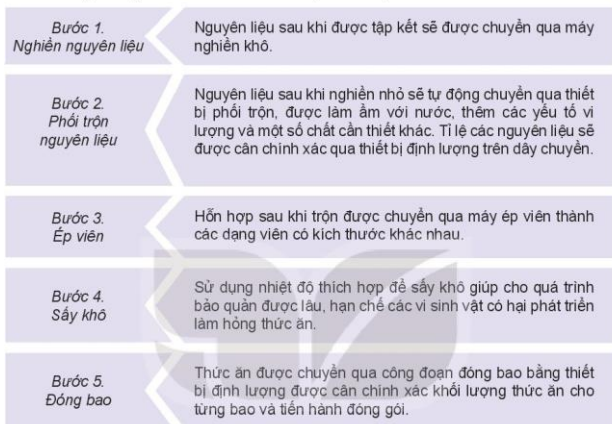 Bước 1.
Nghiền nguyên liệu
Nguyên liệu sau khi được tập kết sẽ được chuyển qua máy
nghiền khô.
Bước 2.
Phối trộn
nguyên liệu
Nguyên liệu sau khi nghiền nhỏ sẽ tự động chuyển qua thiết
bị phối trộn, được làm ẩm với nước, thêm các yếu tố vi
lượng và một số chất cần thiết khác. Tỉ lệ các nguyên liệu sẽ
được cân chính xác qua thiết bị định lượng trên dây chuyền.
Bước 3.
Ép viên
Hỗn hợp sau khi trộn được chuyển qua máy ép viên thành
các dạng viên có kích thước khác nhau.
Bước 4.
Sấy khô
Sử dụng nhiệt độ thích hợp để sấy khô giúp cho quá trình
bảo quản được lâu, hạn chế các vi sinh vật có hại phát triển
làm hỏng thức ăn.
Bước 5.
Đóng bao
Thức ăn được chuyển qua công đoạn đóng bao bằng thiết
bị định lượng được cân chính xác khối lượng thức ăn cho
từng bao và tiến hành đóng gói.